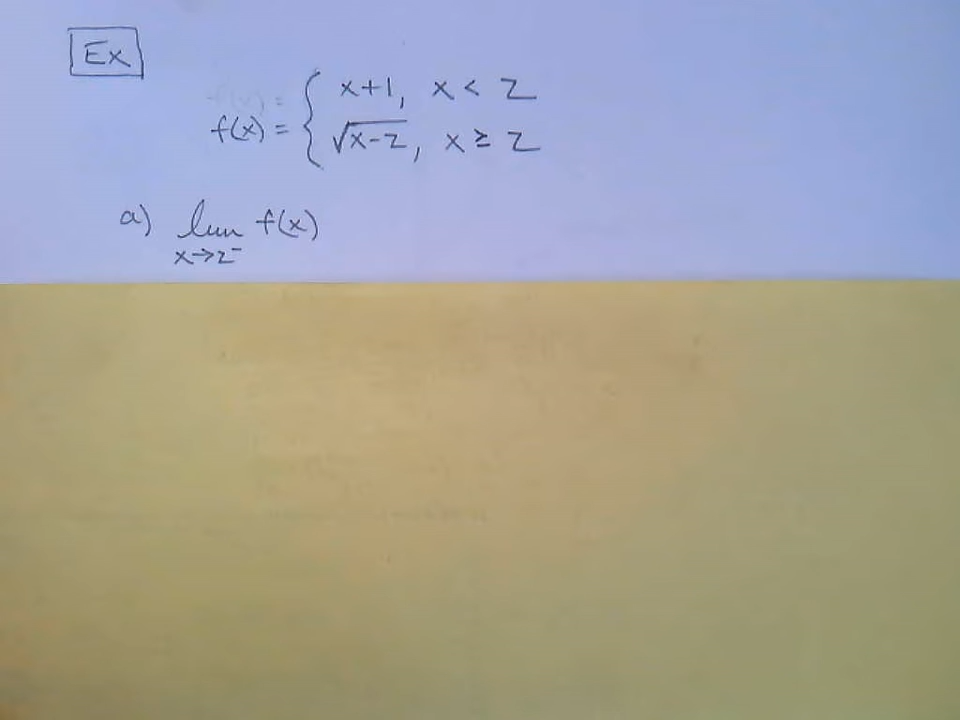 Ex
f(x) = { x+1, x < 2
√x-2, x ≥ 2
a) lim f(x)
x→2⁻